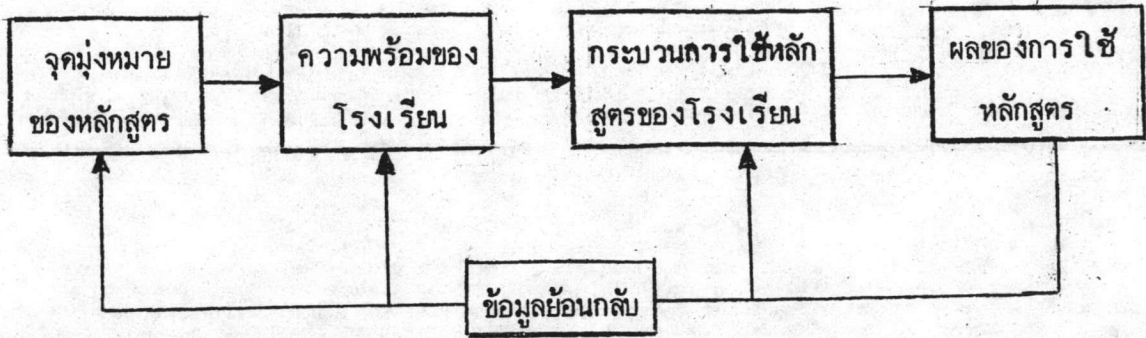 จุดมุ่งหมาย
ของหลักสูตร
ความพร้อมของ
โรงเรียน
กระบวนการใช้หลัก
สูตรของโรงเรียน
ผลของการใช้
หลักสูตร
ข้อมูลย้อนกลับ